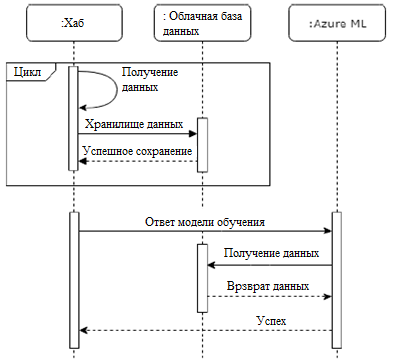 :Хаб
: Облачная база
данных
:Azure ML
Цикл
Получение
данных
Хранилище данных
Успешное сохранение
Ответ модели обучения
Получение данных
Врзврат данных
Успех